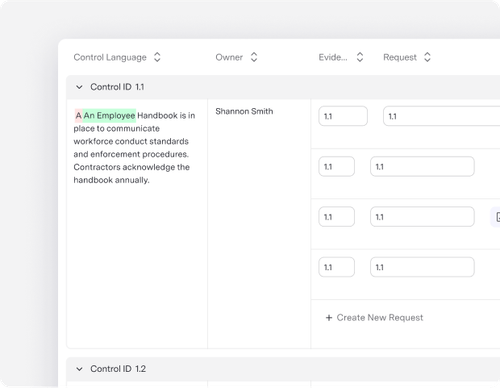 Control Language Owner Evide... Request
Control ID 1.1
A An Employee Handbook is in
place to communicate
workforce conduct standards
and enforcement procedures.
Contractors acknowledge the
handbook annually.
Shannon Smith
1.1 1.1
1.1 1.1
1.1 1.1
1.1 1.1
+ Create New Request
Control ID 1.2